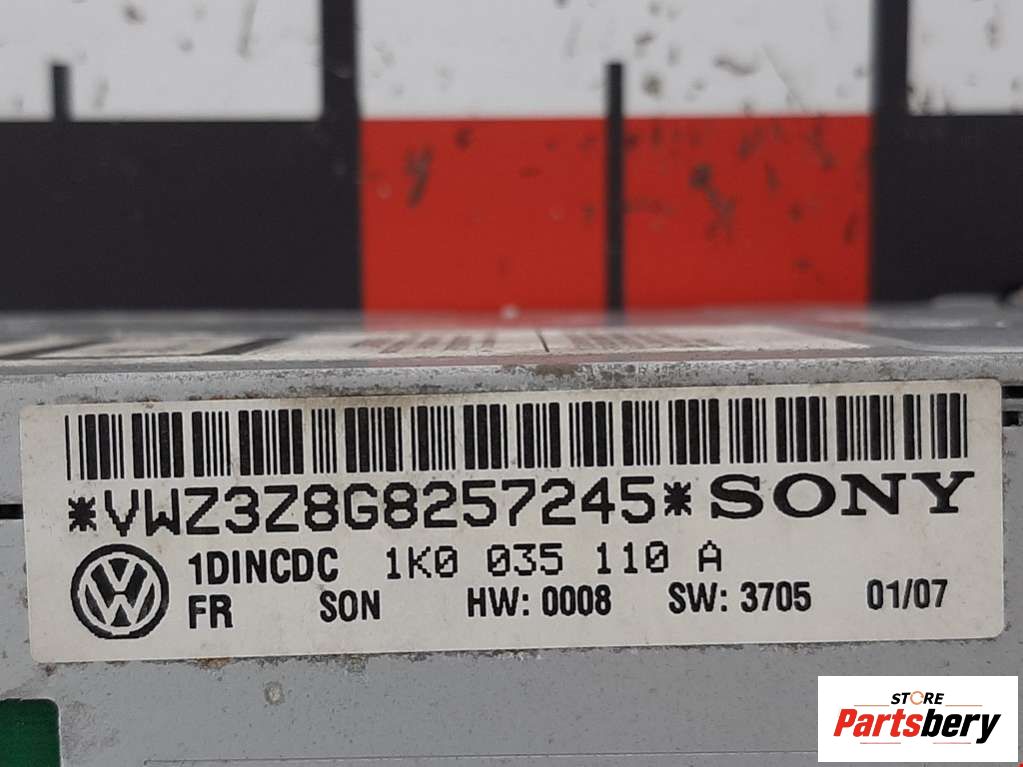 *VWZ3Z8G8257245* SONY
1DINCDC 1K0 035 110 A
FR SON HW: 0008 SW: 3705 01/07
STORE
Partsbery